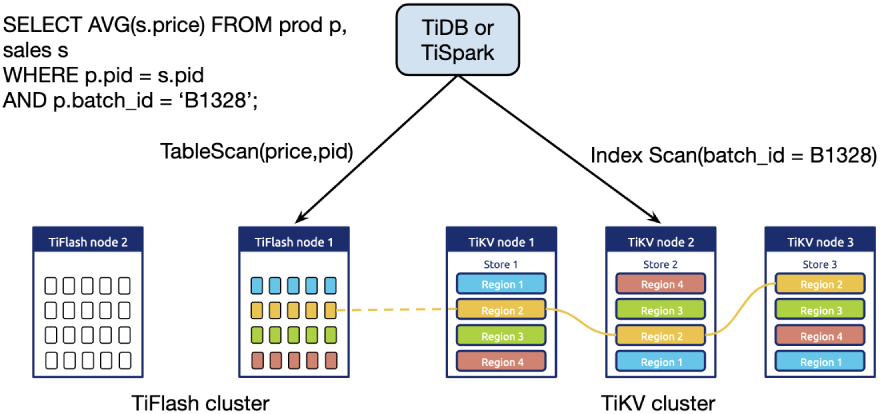 SELECT AVG(s.price) FROM prod p,
sales s
WHERE p.pid = s.pid
AND p.batch_id = ‘B1328’;
TiDB or
TiSpark
TableScan(price,pid)
Index Scan(batch_id = B1328)
TiFlash node 2
TiFlash node 1
TiKV node 1
Store 1
Region 1
Region 2
Region 3
Region 4
TiKV node 2
Store 2
Region 4
Region 3
Region 2
Region 1
TiKV node 3
Store 3
Region 2
Region 3
Region 4
Region 1
TiFlash cluster
TiKV cluster